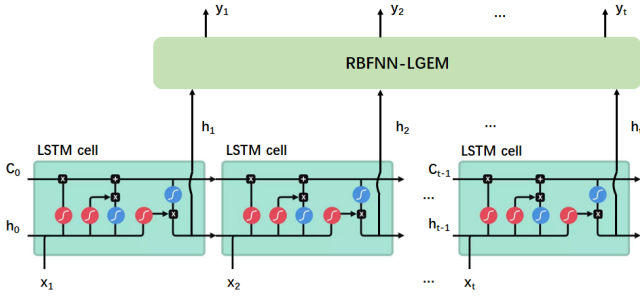 y1 y2 ... yt
RBFNN-LGEM
h1 h2 ... h
LSTM cell LSTM cell LSTM cell
C0 Ct-1
x x + x + x +
...
x x x x x x
h0 ht-1
x1 x2 ... xt